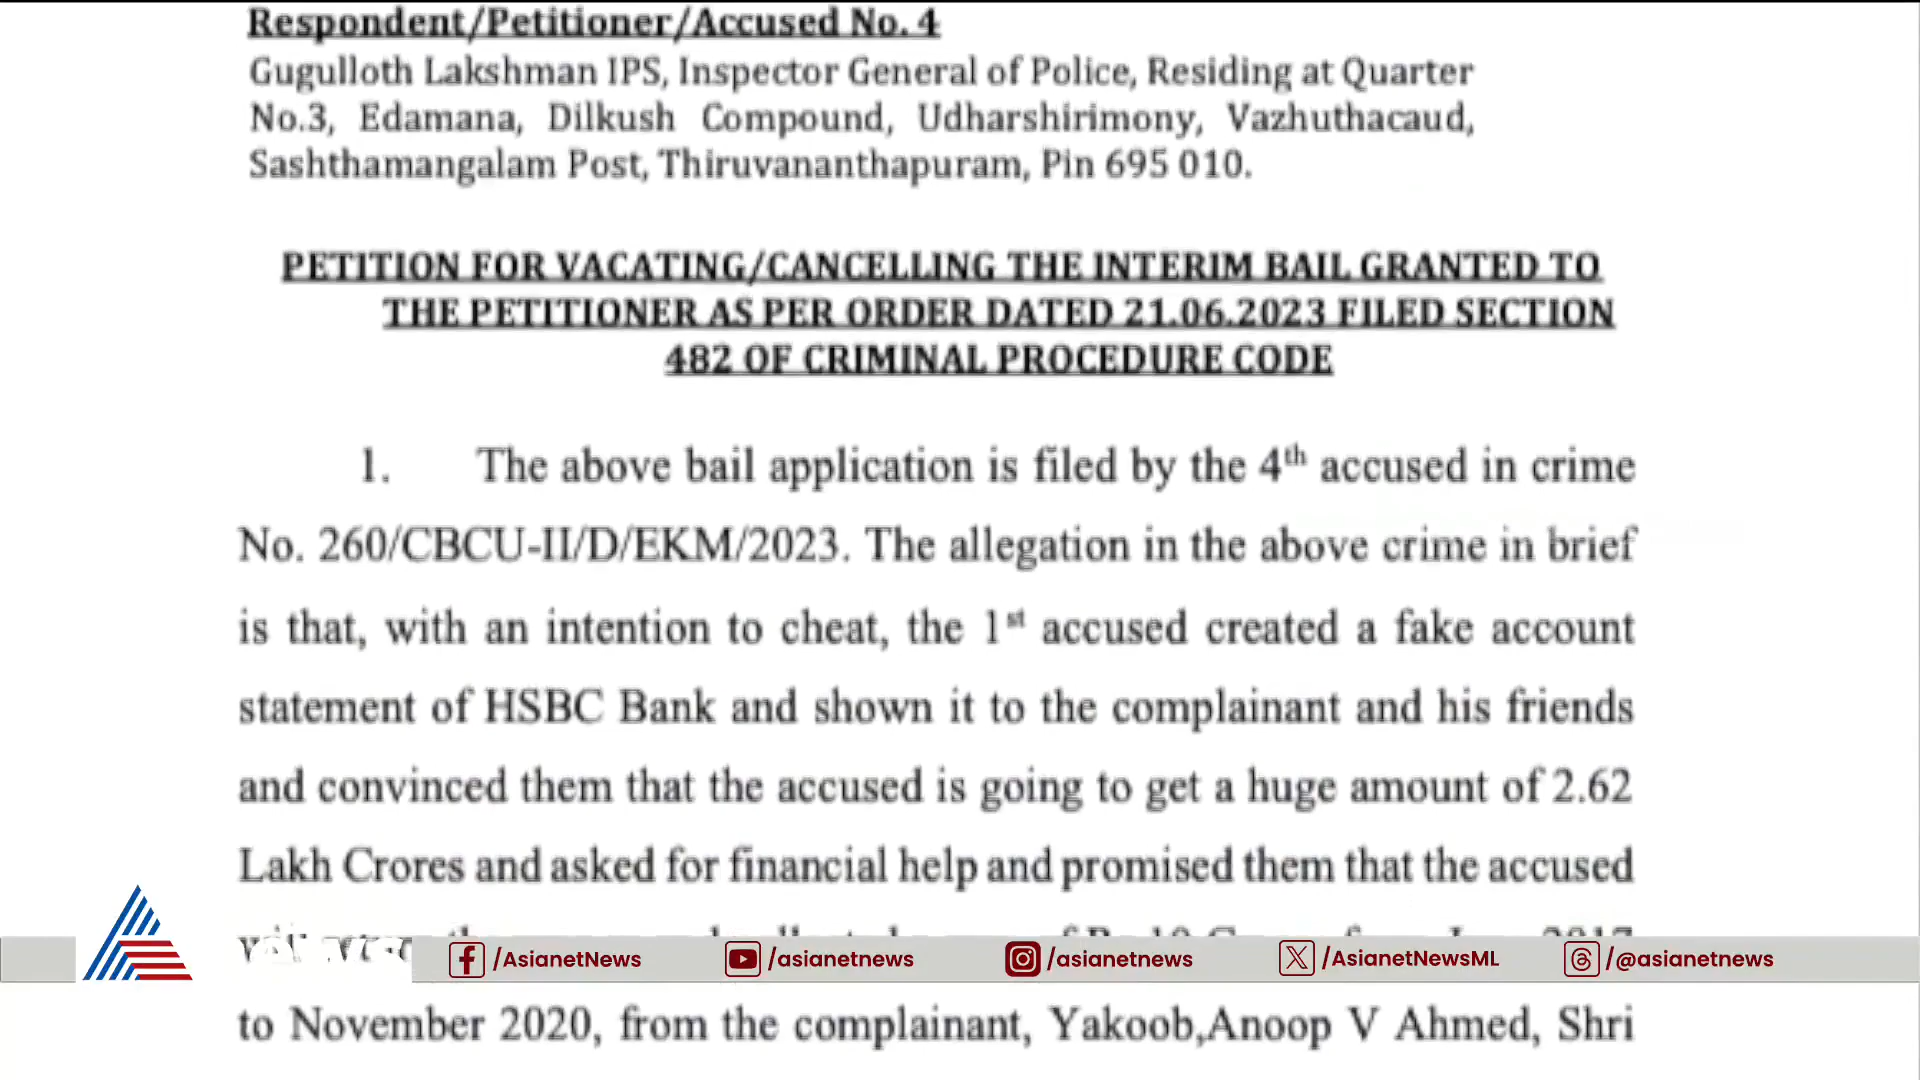 Respondent/Petitioner/Accused No. 4
Gugulloth Lakshman IPS, Inspector General of Police, Residing at Quarter
No.3, Edamana, Dilkush Compound, Udharshirimony, Vazhuthacaud,
Sashthamangalam Post, Thiruvananthapuram, Pin 695 010.
PETITION FOR VACATING/CANCELLING THE INTERIM BAIL GRANTED TO
THE PETITIONER AS PER ORDER DATED 21.06.2023 FILED SECTION
482 OF CRIMINAL PROCEDURE CODE
1. The above bail application is filed by the 4th accused in crime
No. 260/CBCU-II/D/EKM/2023. The allegation in the above crime in brief
is that, with an intention to cheat, the 1st accused created a fake account
statement of HSBC Bank and shown it to the complainant and his friends
and convinced them that the accused is going to get a huge amount of 2.62
Lakh Crores and asked for financial help and promised them that the accused
/AsianetNews /asianetnews /asianetnews /AsianetNewsML /@asianetnews
to November 2020, from the complainant, Yakoob,Anoop V Ahmed, Shri